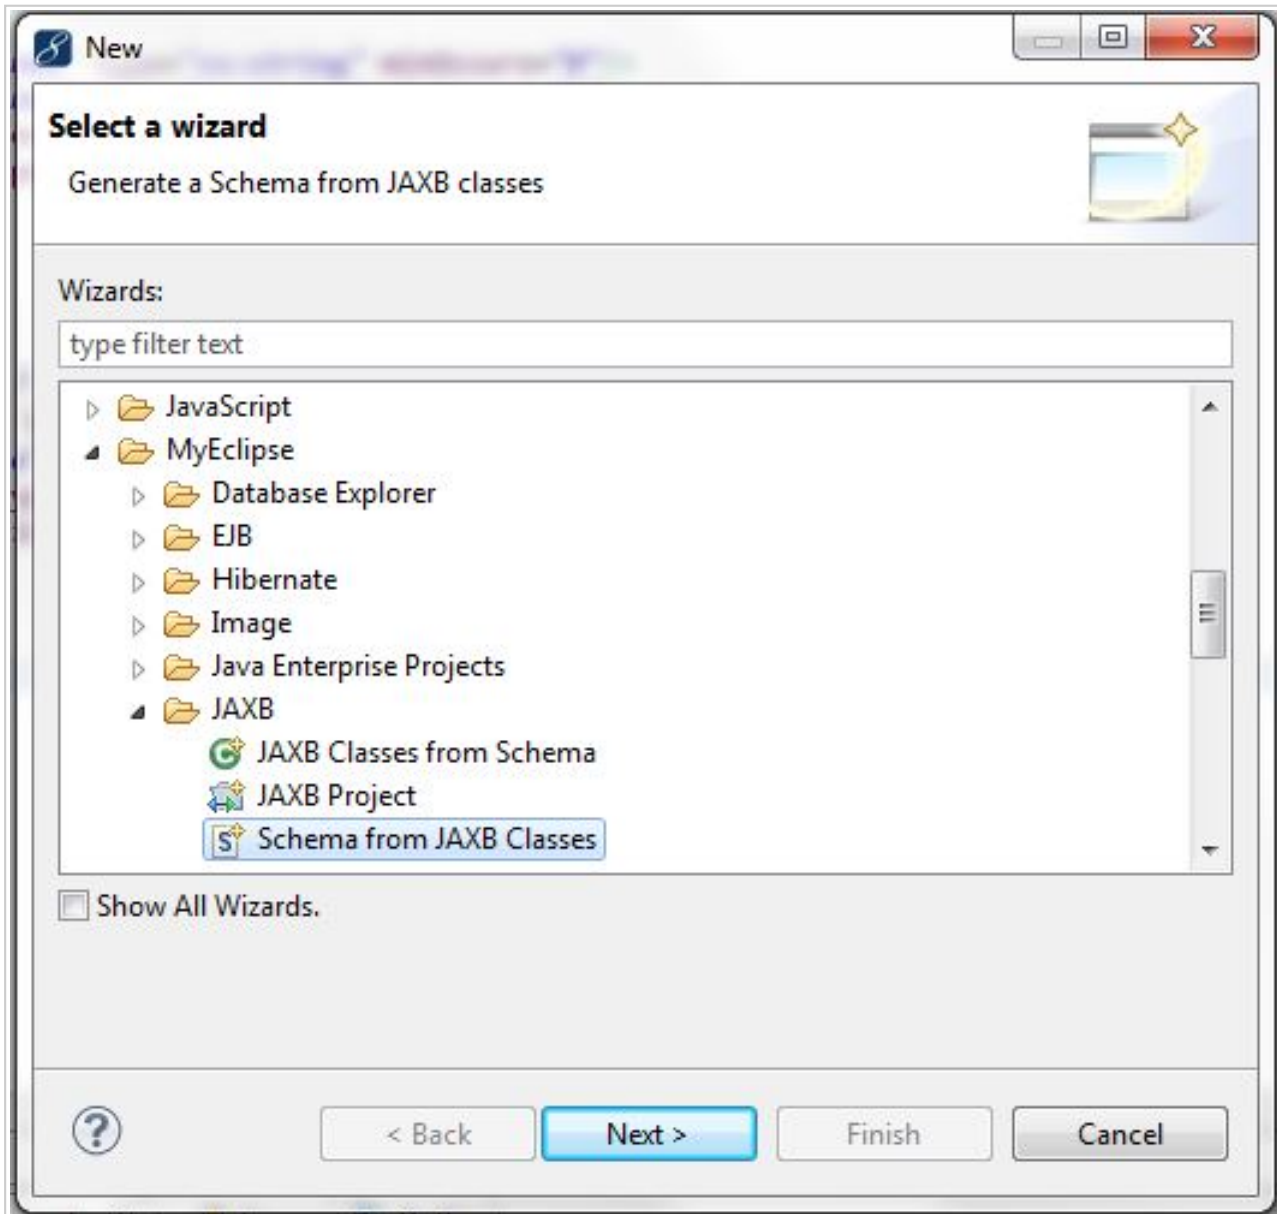 New
Select a wizard
Generate a Schema from JAXB classes
Wizards:
type filter text
JavaScript
MyEclipse
Database Explorer
EJB
Hibernate
Image
Java Enterprise Projects
JAXB
JAXB Classes from Schema
JAXB Project
Schema from JAXB Classes
Show All Wizards.
< Back Next > Finish Cancel